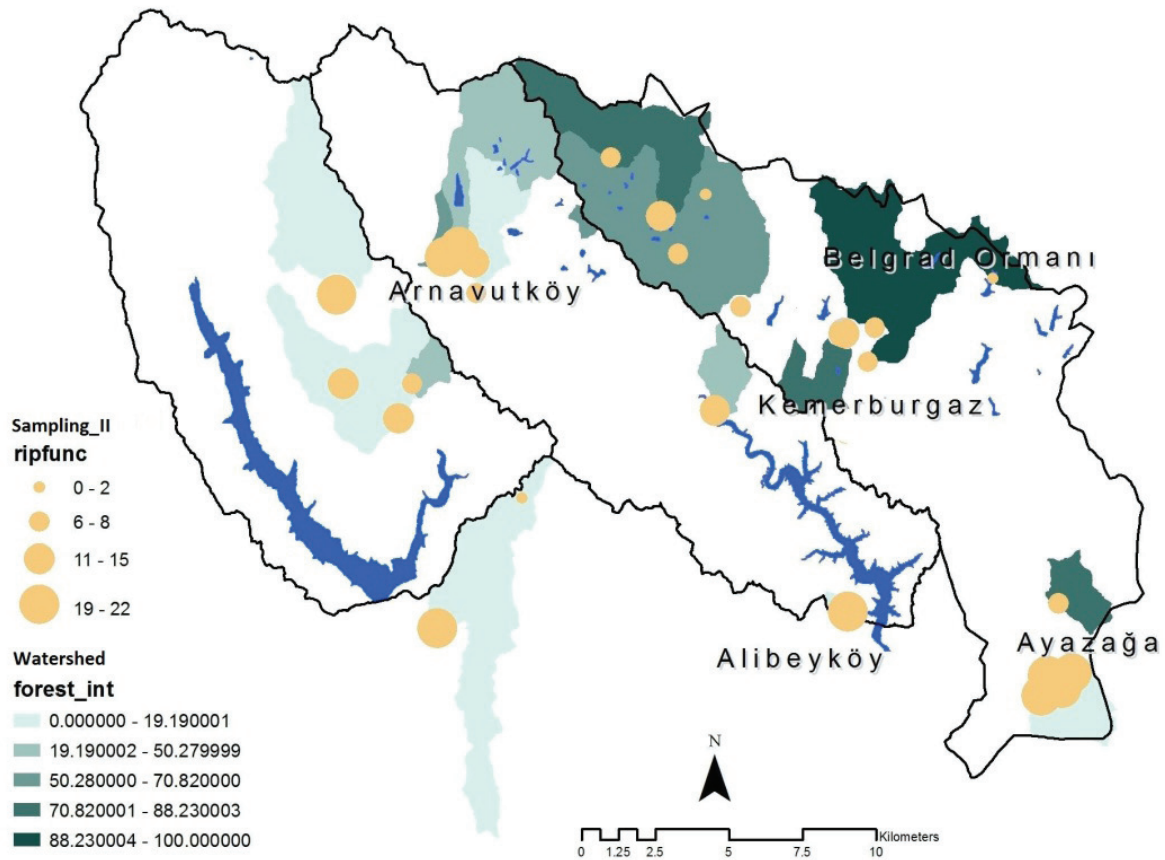 Belgrad Ormanı
Arnavutköy
Kemerburgaz
Sampling_II
ripfunc
0 - 2
6 - 8
11 - 15
19 - 22
Alibeyköy
Ayazağa
Watershed
forest_int
0.000000 - 19.190001
19.190002 - 50.279999
50.280000 - 70.820000
70.820001 - 88.230003
88.230004 - 100.000000
N
Kilometers
0 1.25 2.5 5 7.5 10